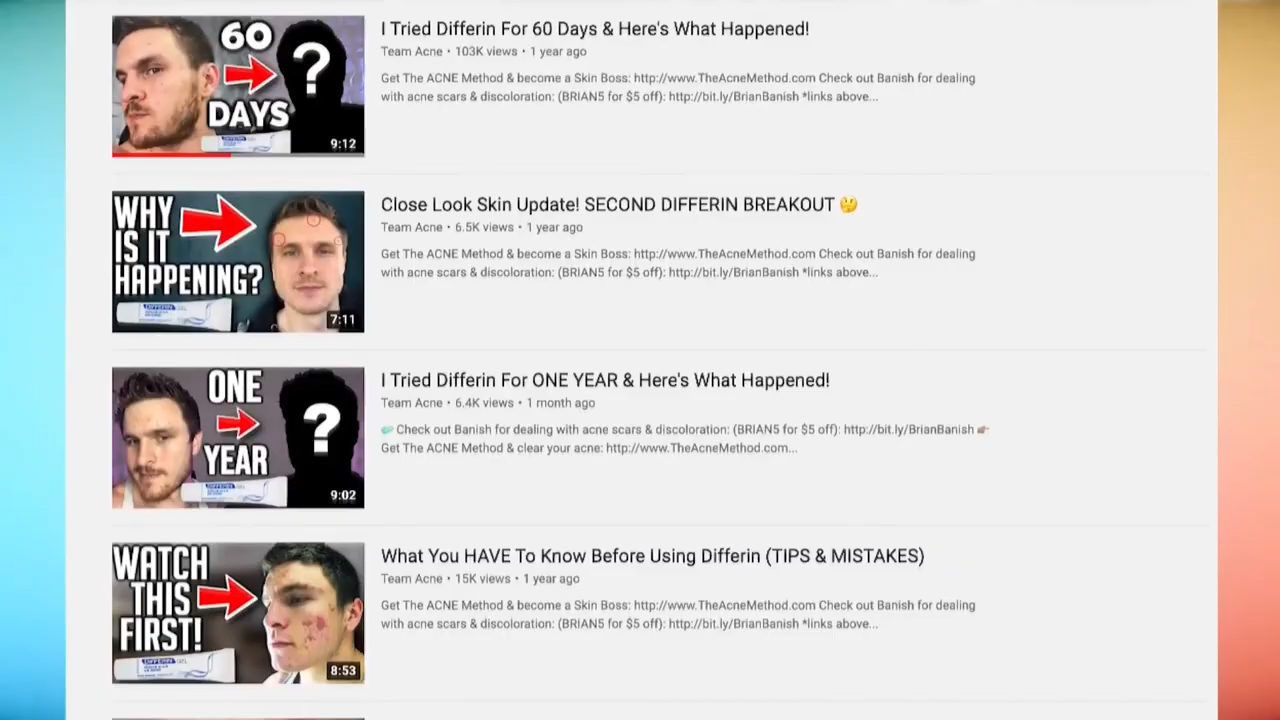 60
DAYS
?
DIFFERIN
9:12
I Tried Differin For 60 Days & Here's What Happened!
Team Acne • 103K views • 1 year ago
Get The ACNE Method & become a Skin Boss: http://www.TheAcneMethod.com Check out Banish for dealing
with acne scars & discoloration: (BRIAN5 for $5 off): http://bit.ly/BrianBanish *links above...
WHY
IS IT
HAPPENING?
DIFFERIN GEL
7:11
Close Look Skin Update! SECOND DIFFERIN BREAKOUT 🤔
Team Acne • 6.5K views • 1 year ago
Get The ACNE Method & become a Skin Boss: http://www.TheAcneMethod.com Check out Banish for dealing
with acne scars & discoloration: (BRIAN5 for $5 off): http://bit.ly/BrianBanish *links above...
ONE
YEAR
?
DIFFERIN GEL
9:02
I Tried Differin For ONE YEAR & Here's What Happened!
Team Acne • 6.4K views • 1 month ago
Check out Banish for dealing with acne scars & discoloration: (BRIAN5 for $5 off): http://bit.ly/BrianBanish
Get The ACNE Method & clear your acne: http://www.TheAcneMethod.com...
WATCH
THIS
FIRST!
DIFFERIN GEL
8:53
What You HAVE To Know Before Using Differin (TIPS & MISTAKES)
Team Acne • 15K views • 1 year ago
Get The ACNE Method & become a Skin Boss: http://www.TheAcneMethod.com Check out Banish for dealing
with acne scars & discoloration: (BRIAN5 for $5 off): http://bit.ly/BrianBanish *links above...